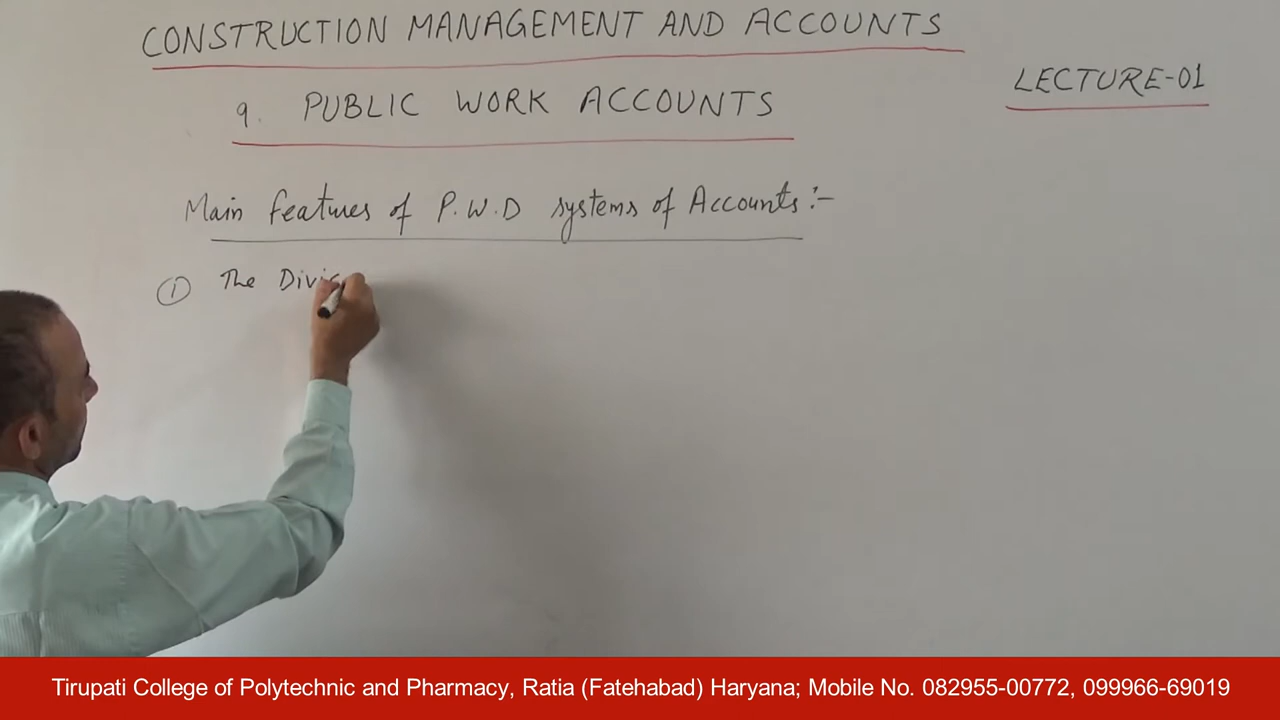 CONSTRUCTION MANAGEMENT AND ACCOUNTS
LECTURE-01
9. PUBLIC WORK ACCOUNTS
Main features of P.W.D systems of Accounts :-
① The Divis
Tirupati College of Polytechnic and Pharmacy, Ratia (Fatehabad) Haryana; Mobile No. 082955-00772, 099966-69019